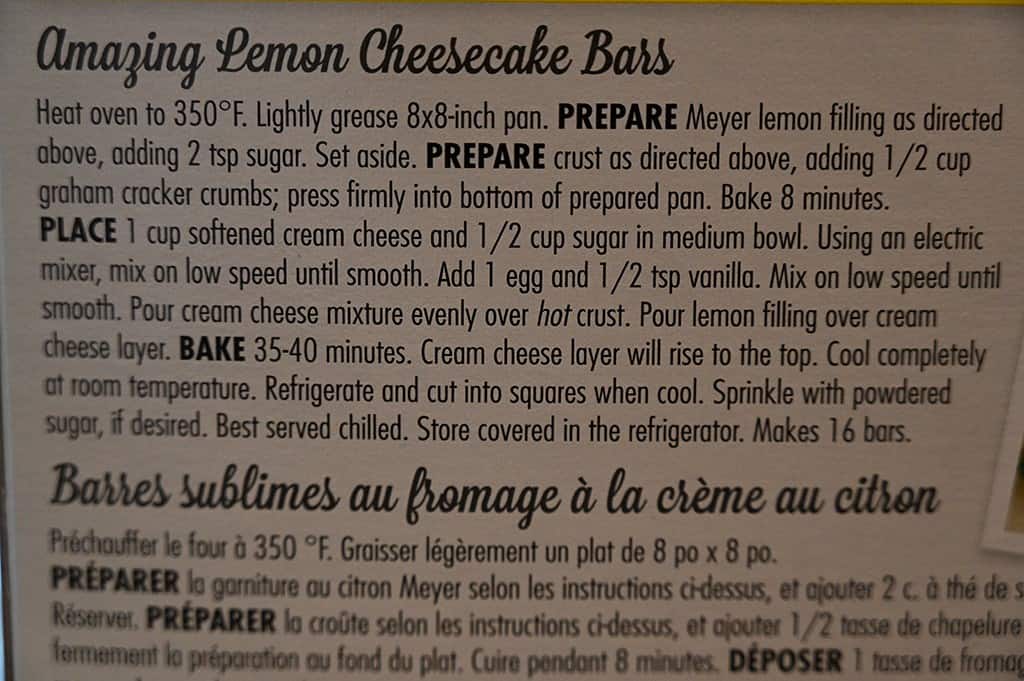 Amazing Lemon Cheesecake Bars
Heat oven to 350°F. Lightly grease 8x8-inch pan. PREPARE Meyer lemon filling as directed
above, adding 2 tsp sugar. Set aside. PREPARE crust as directed above, adding 1/2 cup
graham cracker crumbs; press firmly into bottom of prepared pan. Bake 8 minutes.
PLACE 1 cup softened cream cheese and 1/2 cup sugar in medium bowl. Using an electric
mixer, mix on low speed until smooth. Add 1 egg and 1/2 tsp vanilla. Mix on low speed until
smooth. Pour cream cheese mixture evenly over hot crust. Pour lemon filling over cream
cheese layer. BAKE 35-40 minutes. Cream cheese layer will rise to the top. Cool completely
at room temperature. Refrigerate and cut into squares when cool. Sprinkle with powdered
sugar, if desired. Best served chilled. Store covered in the refrigerator. Makes 16 bars.
Barres sublimes au fromage à la crème au citron
Préchauffer le four à 350 °F. Graisser légèrement un plat de 8 po x 8 po.
PRÉPARER la garniture au citron Meyer selon les instructions ci-dessus, et ajouter 2 c. à thé de s
Réserver. PRÉPARER la croûte selon les instructions ci-dessus, et ajouter 1/2 tasse de chapelure
fermement la préparation au fond du plat. Cuire pendant 8 minutes. DÉPOSER 1 tasse de fromag